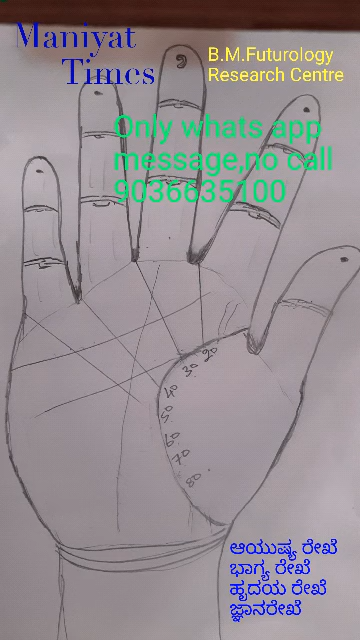 Maniyat
Times
B.M.Futurology
Research Centre
Only whats app
message,no call
9036635100
20
30
40
50
60
70
80
ಆಯುಷ್ಯ ರೇಖೆ
ಭಾಗ್ಯ ರೇಖೆ
ಹೃದಯ ರೇಖೆ
ಜ್ಞಾನರೇಖೆ